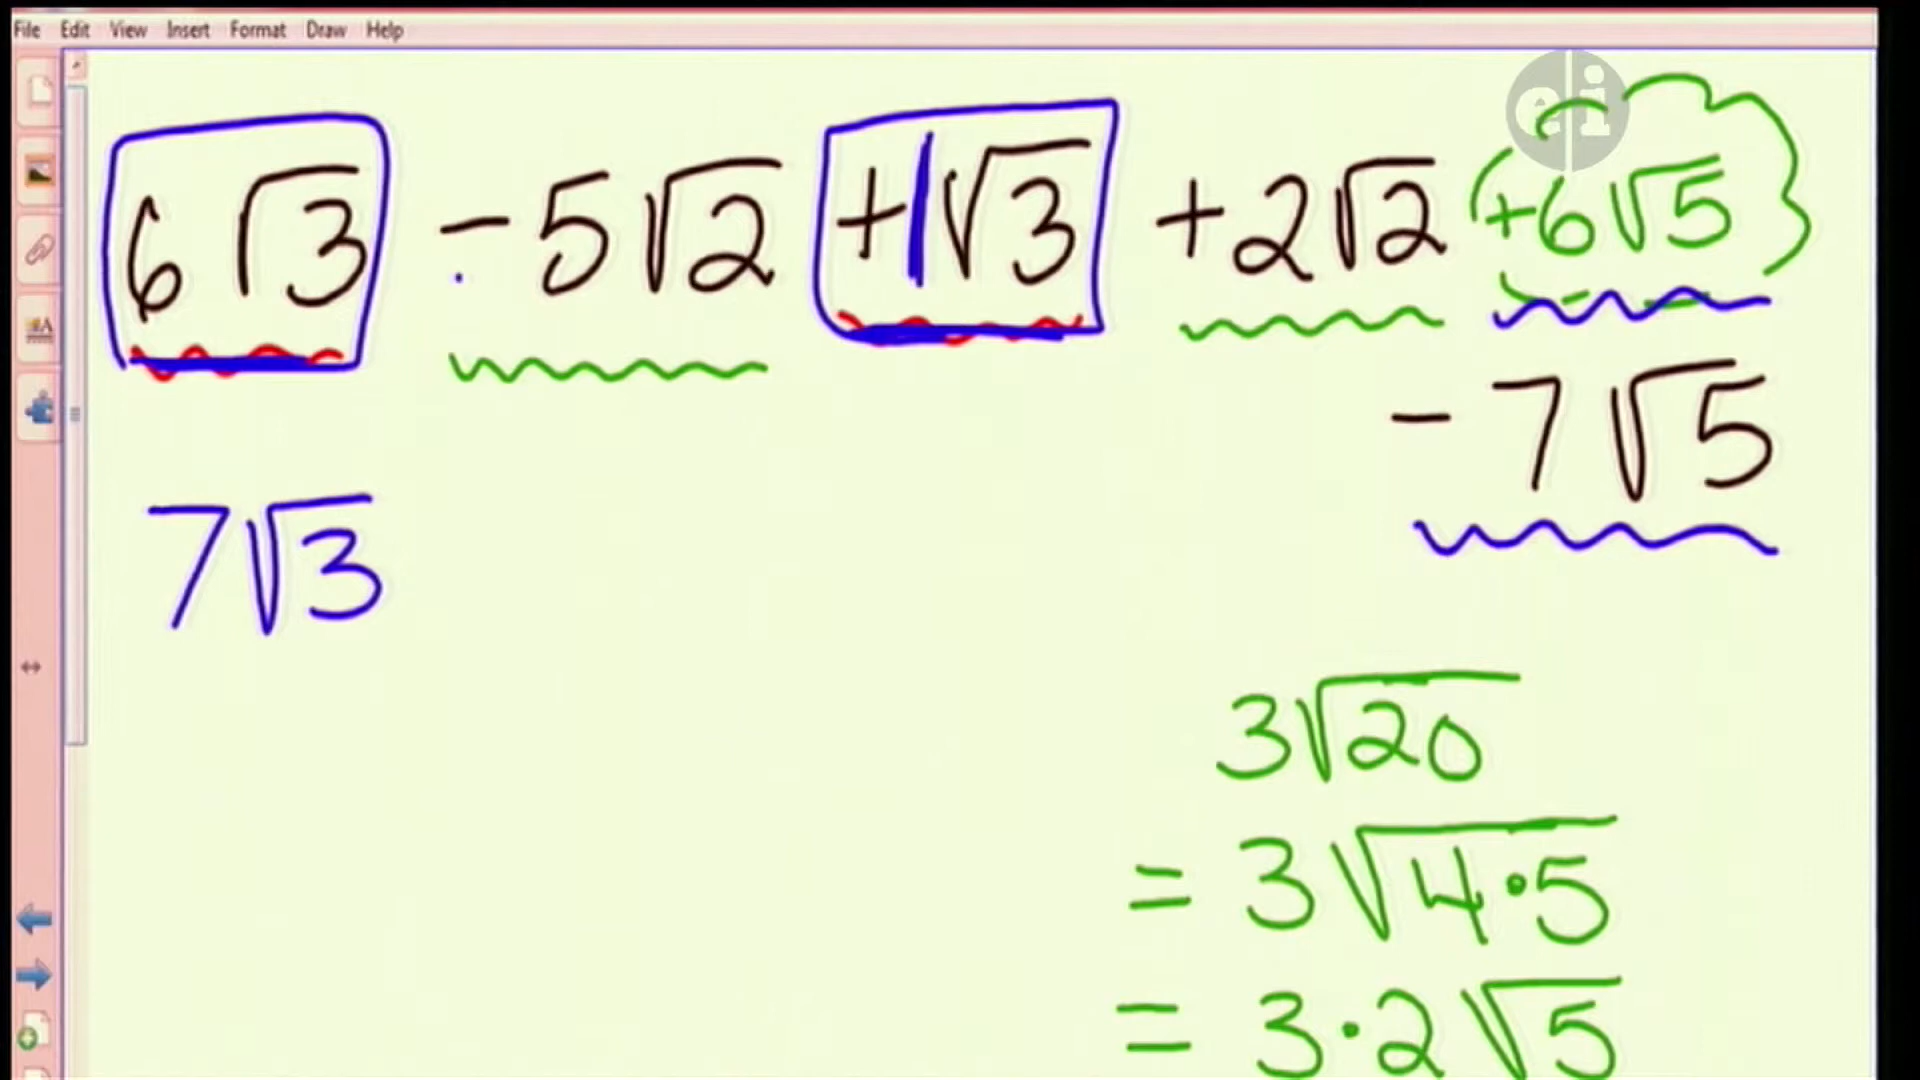 File Edit View Insert Format Draw Help
ei
6√3 - 5√2 +1√3 + 2√2 +6√5
- 7√5
7√3
3√20
= 3√4·5
= 3·2√5